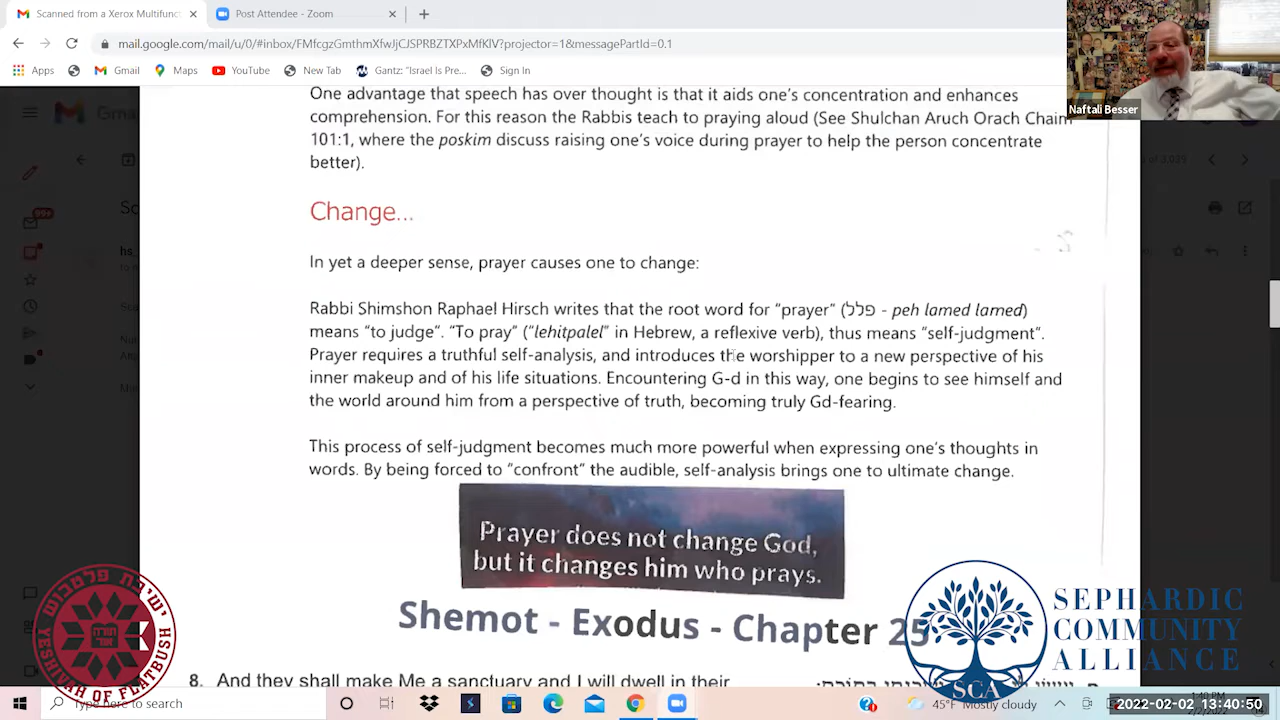 Scanned from a Xerox Multifunct
Post Attendee - Zoom
mail.google.com/mail/u/0/#inbox/FMfcgzGmthmXfwJjCJSPRBZTXPxMfKlV?projector=1&messagePartId=0.1
Apps
Gmail
Maps
YouTube
New Tab
Gantz: "Israel Is Pre...
Sign In
Naftali Besser
One advantage that speech has over thought is that it aids one's concentration and enhances
comprehension. For this reason the Rabbis teach to praying aloud (See Shulchan Aruch Orach Chaim
101:1, where the poskim discuss raising one's voice during prayer to help the person concentrate
better).
of 3,039
99+
Change...
In yet a deeper sense, prayer causes one to change:
Rabbi Shimshon Raphael Hirsch writes that the root word for "prayer" (פלל - peh lamed lamed)
means "to judge". "To pray" ("lehitpalel" in Hebrew, a reflexive verb), thus means "self-judgment".
Prayer requires a truthful self-analysis, and introduces the worshipper to a new perspective of his
inner makeup and of his life situations. Encountering G-d in this way, one begins to see himself and
the world around him from a perspective of truth, becoming truly Gd-fearing.
This process of self-judgment becomes much more powerful when expressing one's thoughts in
words. By being forced to "confront" the audible, self-analysis brings one to ultimate change.
Prayer does not change God,
but it changes him who prays.
Shemot - Exodus - Chapter 25
8. And they shall make Me a sanctuary and I will dwell in their
ישיבת פלטבוש
תורה
אור
YESHIVAH OF FLATBUSH
SCA
SEPHARDIC
COMMUNITY
ALLIANCE
Type here to search
45°F Mostly cloudy
1:40 PM
2022-02-02 13:40:50